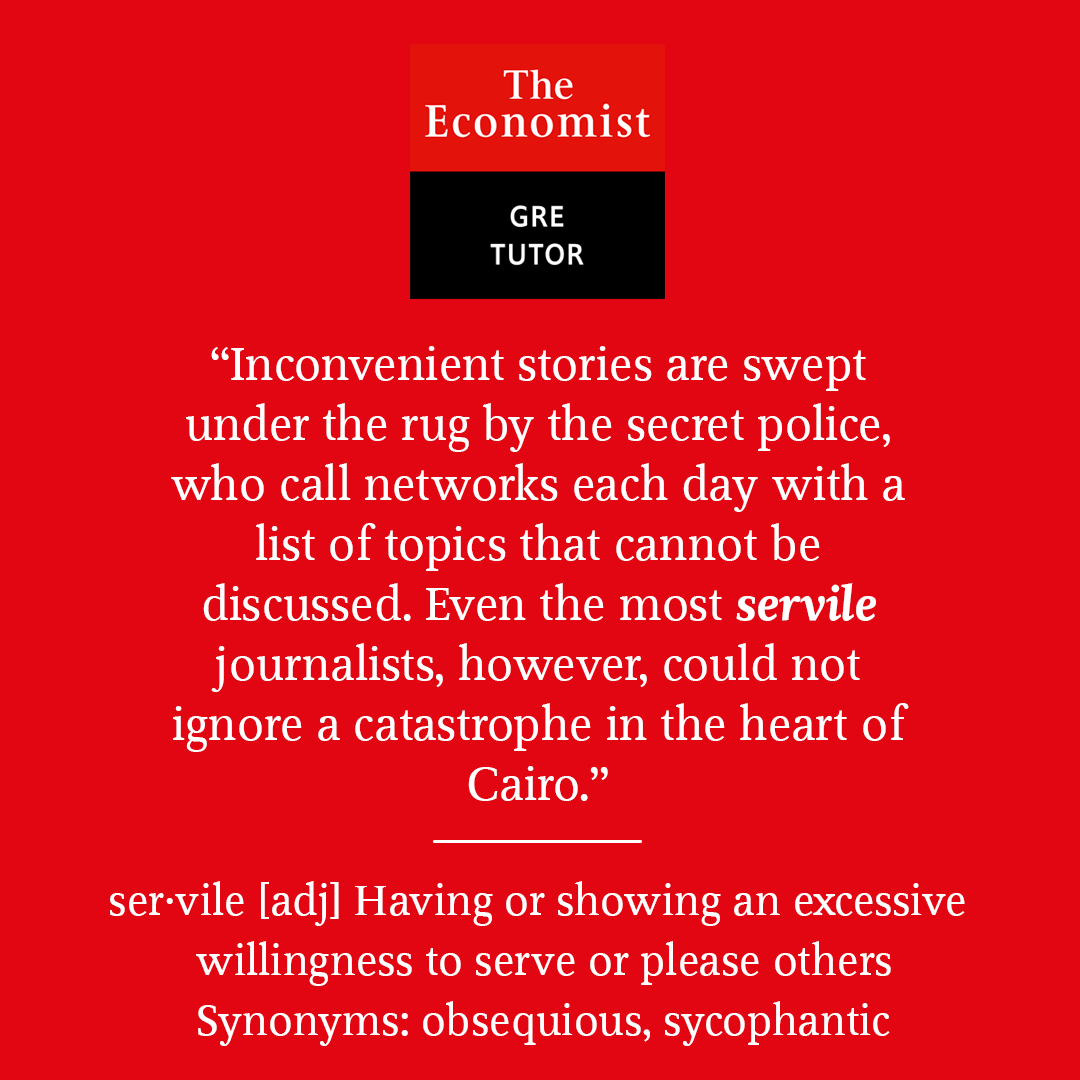 The
Economist
GRE
TUTOR
“Inconvenient stories are swept
under the rug by the secret police,
who call networks each day with a
list of topics that cannot be
discussed. Even the most servile
journalists, however, could not
ignore a catastrophe in the heart of
Cairo.”
ser·vile [adj] Having or showing an excessive
willingness to serve or please others
Synonyms: obsequious, sycophantic